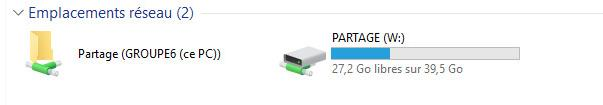 Emplacements réseau (2)
Partage (GROUPE6 (ce PC))
PARTAGE (W:)
27,2 Go libres sur 39,5 Go